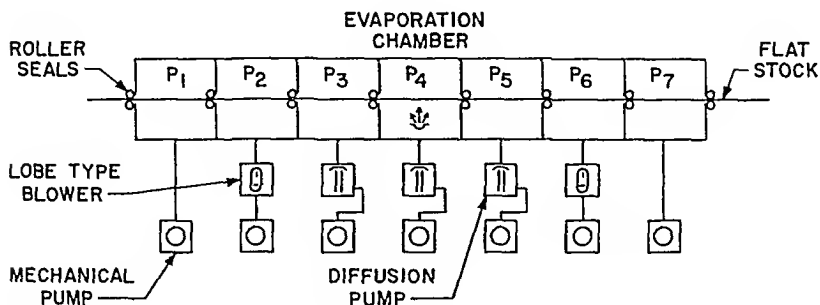 EVAPORATION
CHAMBER
ROLLER
SEALS
FLAT
STOCK
P1 P2 P3 P4 P5 P6 P7
LOBE TYPE
BLOWER
MECHANICAL
PUMP
DIFFUSION
PUMP